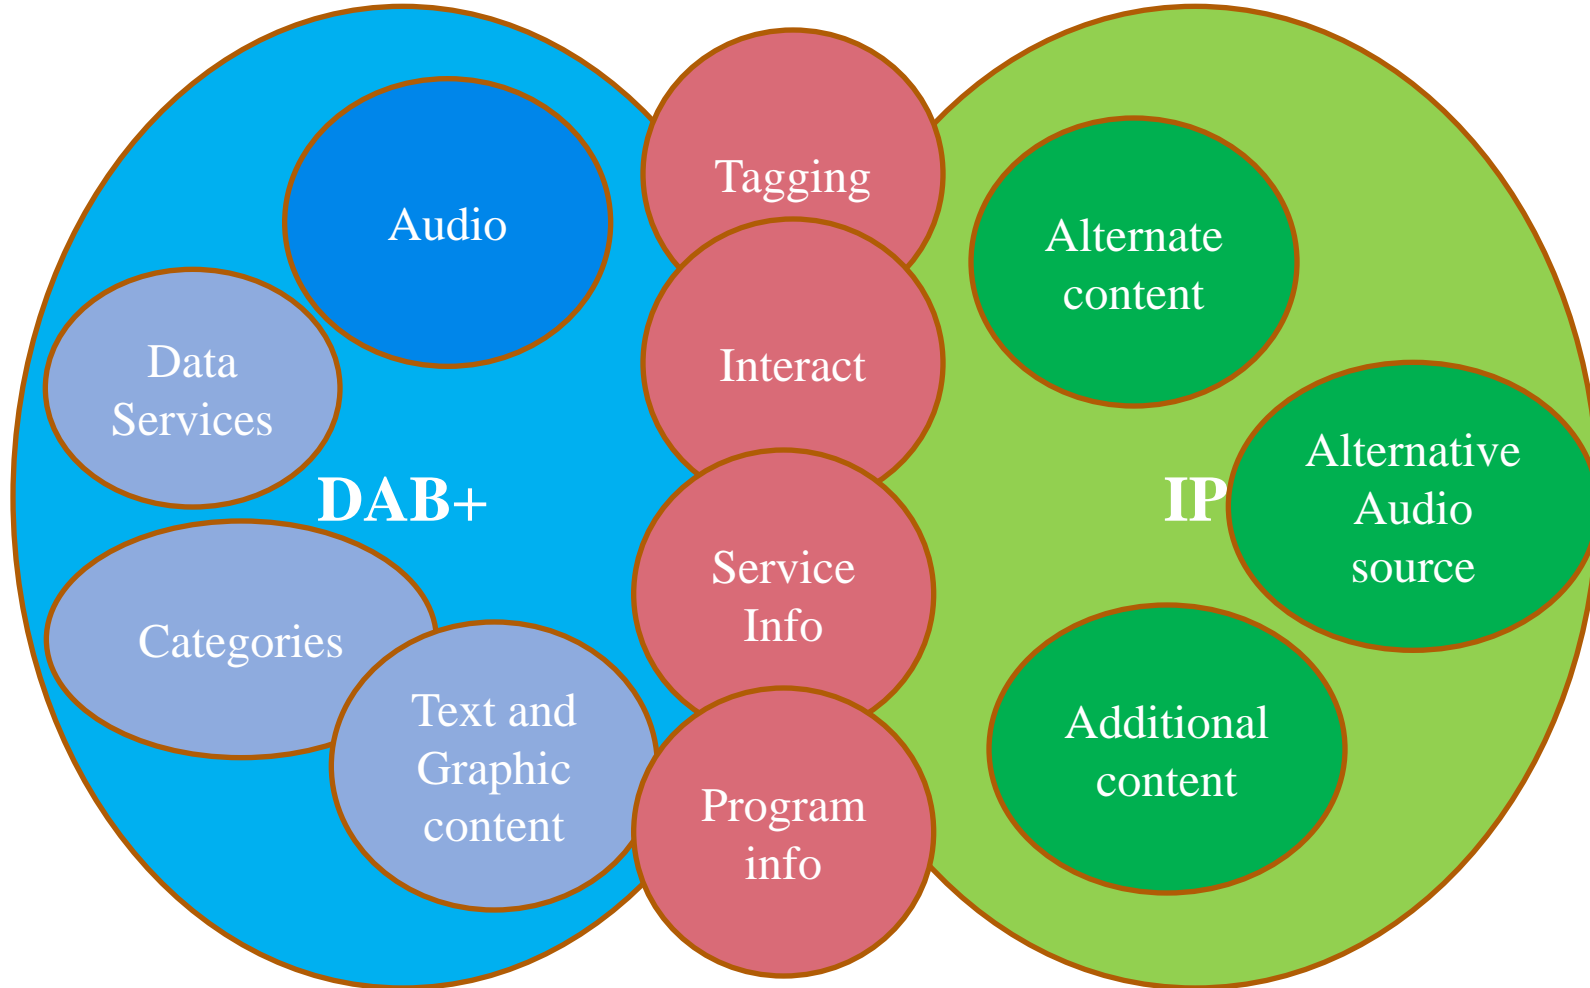 Audio
Data
Services
DAB+
Categories
Text and
Graphic
content
Tagging
Interact
Service
Info
Program
info
Alternate
content
IP
Alternative
Audio
source
Additional
content